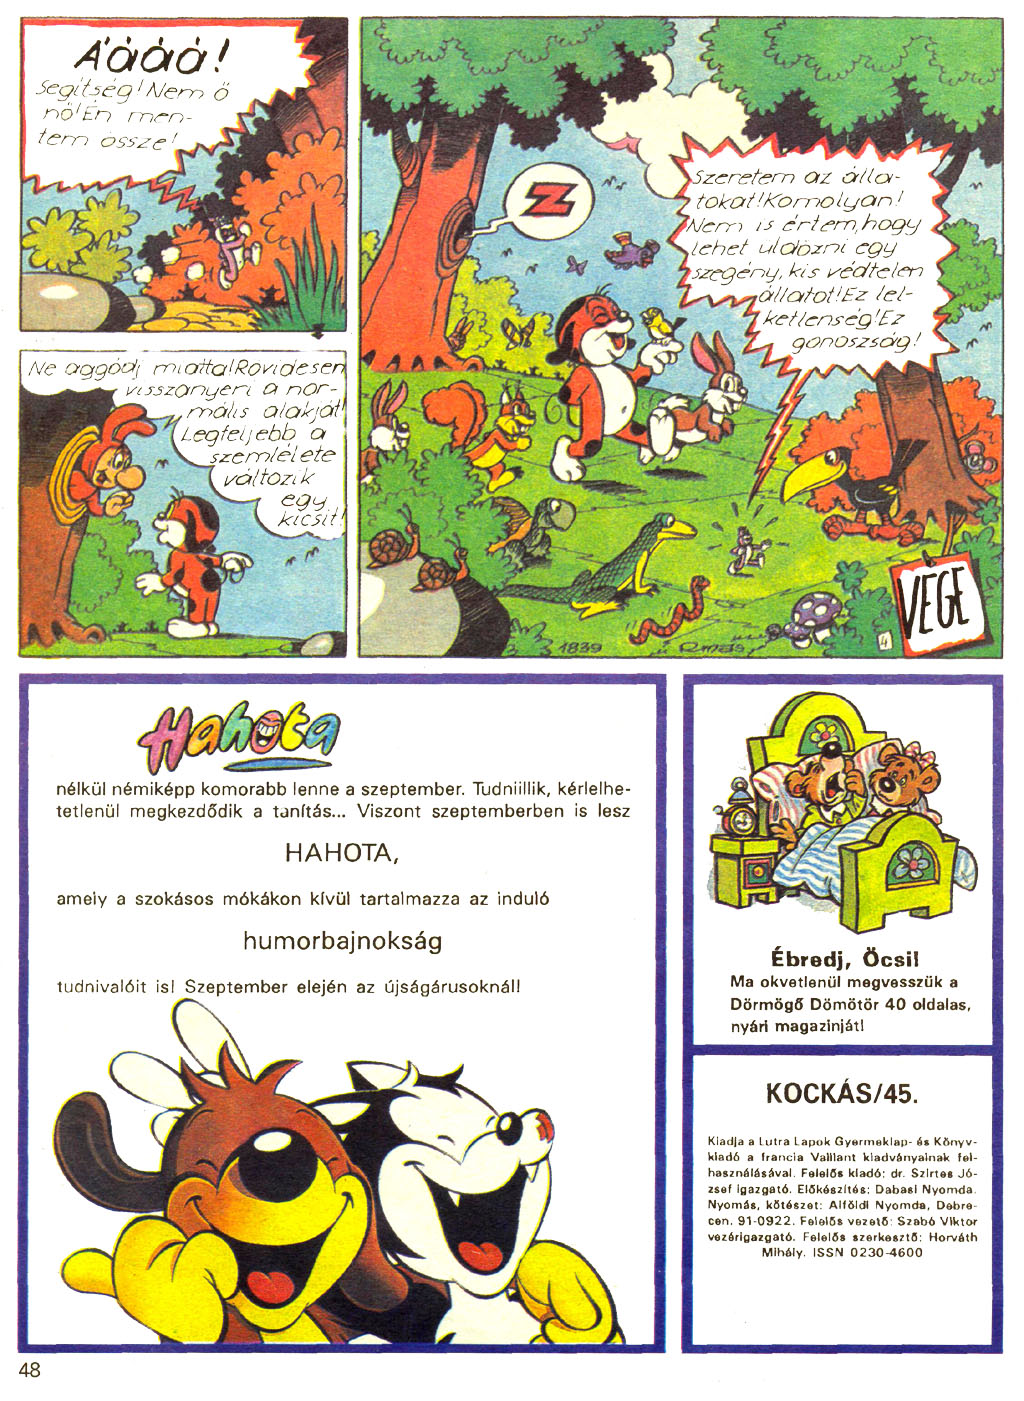 Áááá!
Segítség! Nem ő
nő! Én men-
tem össze!
Ne aggódj miatta! Rövidesen
visszanyeri a nor-
mális alakját!
Legfeljebb a
szemlélete
változik
egy
kicsit!
Z
Szeretem az álla-
tokat! Komolyan!
Nem is értem, hogy
lehet üldözni egy
szegény, kis védtelen
állatot! Ez lel-
ketlenség! Ez
gonoszság!
VÉGE
4
1839
Hahota
nélkül némiképp komorabb lenne a szeptember. Tudniillik, kérlelhe-
tetlenül megkezdődik a tanítás... Viszont szeptemberben is lesz
HAHOTA,
amely a szokásos mókákon kívül tartalmazza az induló
humorbajnokság
tudnivalóit is! Szeptember elején az újságárusoknál!
Ébredj, Öcsi!
Ma okvetlenül megvesszük a
Dörmögő Dömötör 40 oldalas,
nyári magazinját!
KOCKÁS/45.
Kiadja a Lutra Lapok Gyermeklap- és Könyv-
kiadó a francia Vaillant kiadványainak fel-
használásával. Felelős kiadó: dr. Szirtes Jó-
zsef igazgató. Előkészítés: Dabasi Nyomda.
Nyomás, kötészet: Alföldi Nyomda, Debre-
cen. 91-0922. Felelős vezető: Szabó Viktor
vezérigazgató. Felelős szerkesztő: Horváth
Mihály. ISSN 0230-4600
48